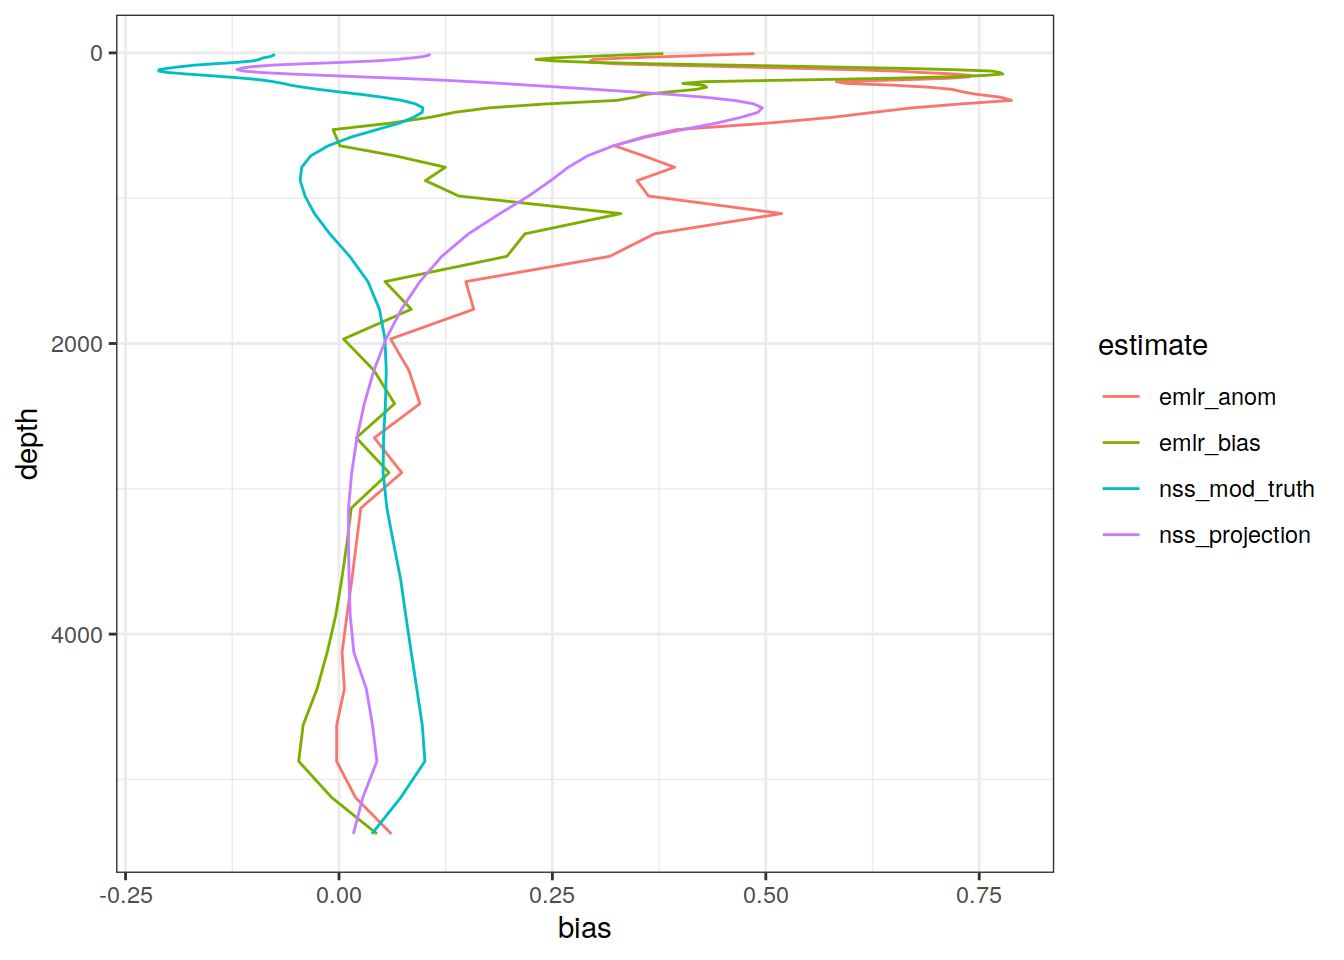 0
2000
4000
depth
-0.25
0.00
0.25
0.50
0.75
bias
estimate
emlr_anom
emlr_bias
nss_mod_truth
nss_projection